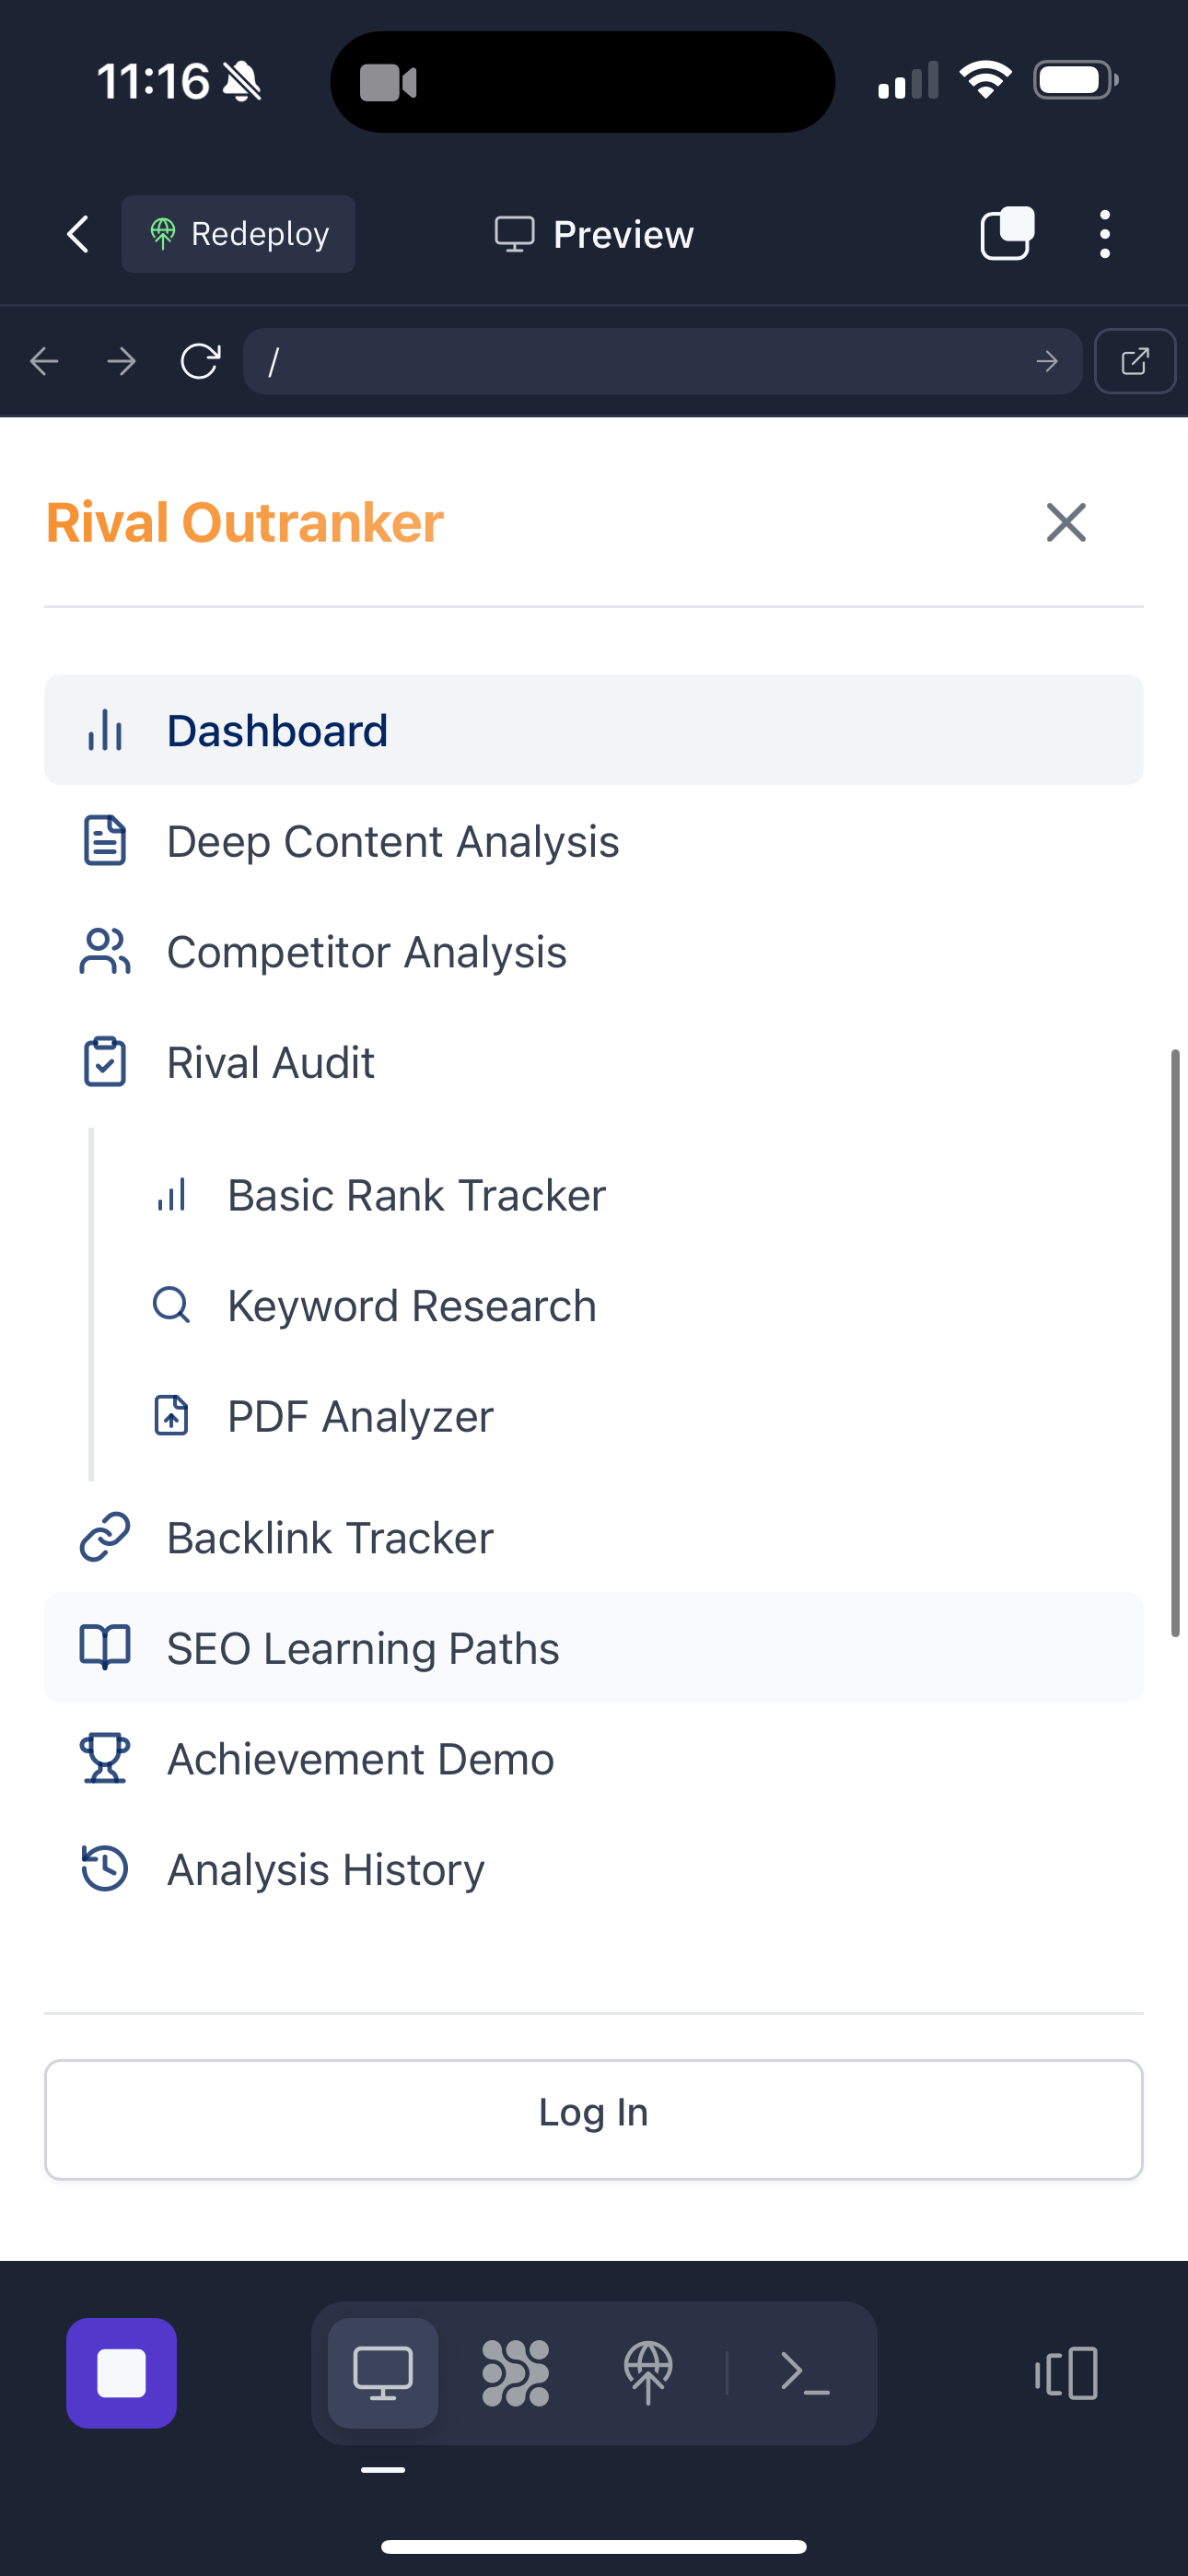 11:16
Redeploy
Preview
/
Rival Outranker
Dashboard
Deep Content Analysis
Competitor Analysis
Rival Audit
Basic Rank Tracker
Keyword Research
PDF Analyzer
Backlink Tracker
SEO Learning Paths
Achievement Demo
Analysis History
Log In